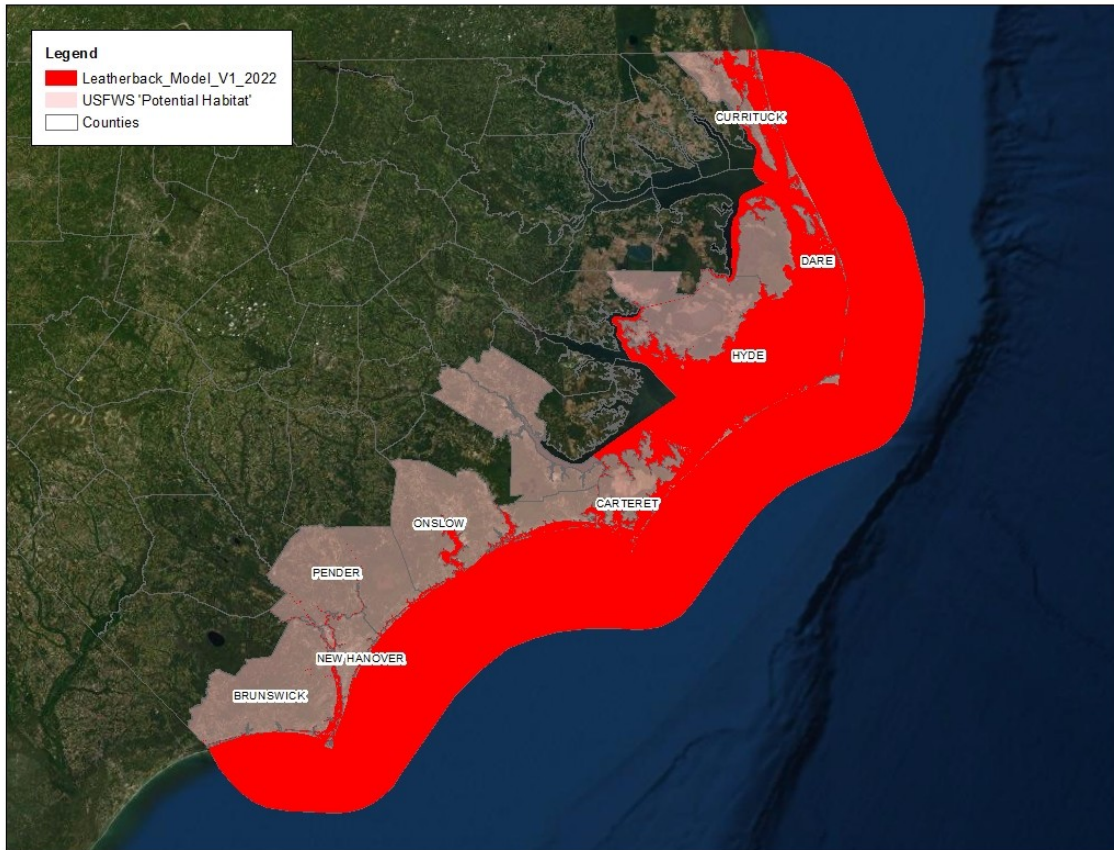 Legend
Leatherback_Model_V1_2022
USFWS 'Potential Habitat'
Counties
CURRITUCK
DARE
HYDE
CARTERET
ONSLOW
PENDER
NEW HANOVER
BRUNSWICK